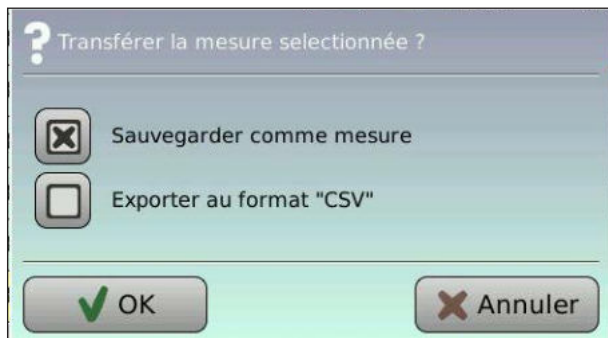 Transférer la mesure selectionnée ?
Sauvegarder comme mesure
Exporter au format "CSV"
OK
Annuler